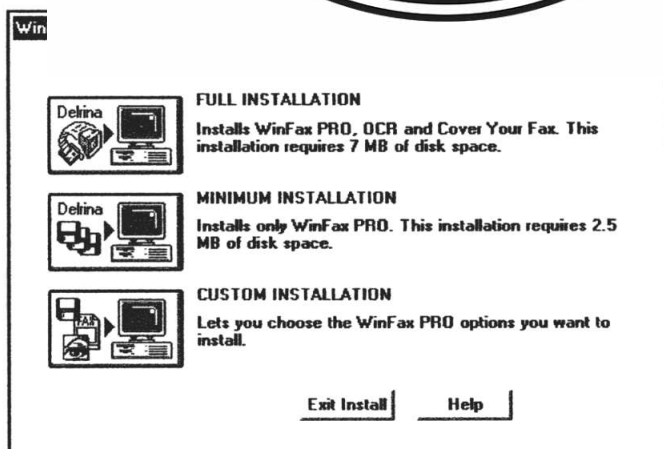 Win
Delrina
FULL INSTALLATION
Installs WinFax PRO, OCR and Cover Your Fax. This
installation requires 7 MB of disk space.
Delrina
MINIMUM INSTALLATION
Installs only WinFax PRO. This installation requires 2.5
MB of disk space.
FAX
CUSTOM INSTALLATION
Lets you choose the WinFax PRO options you want to
install.
Exit Install
Help